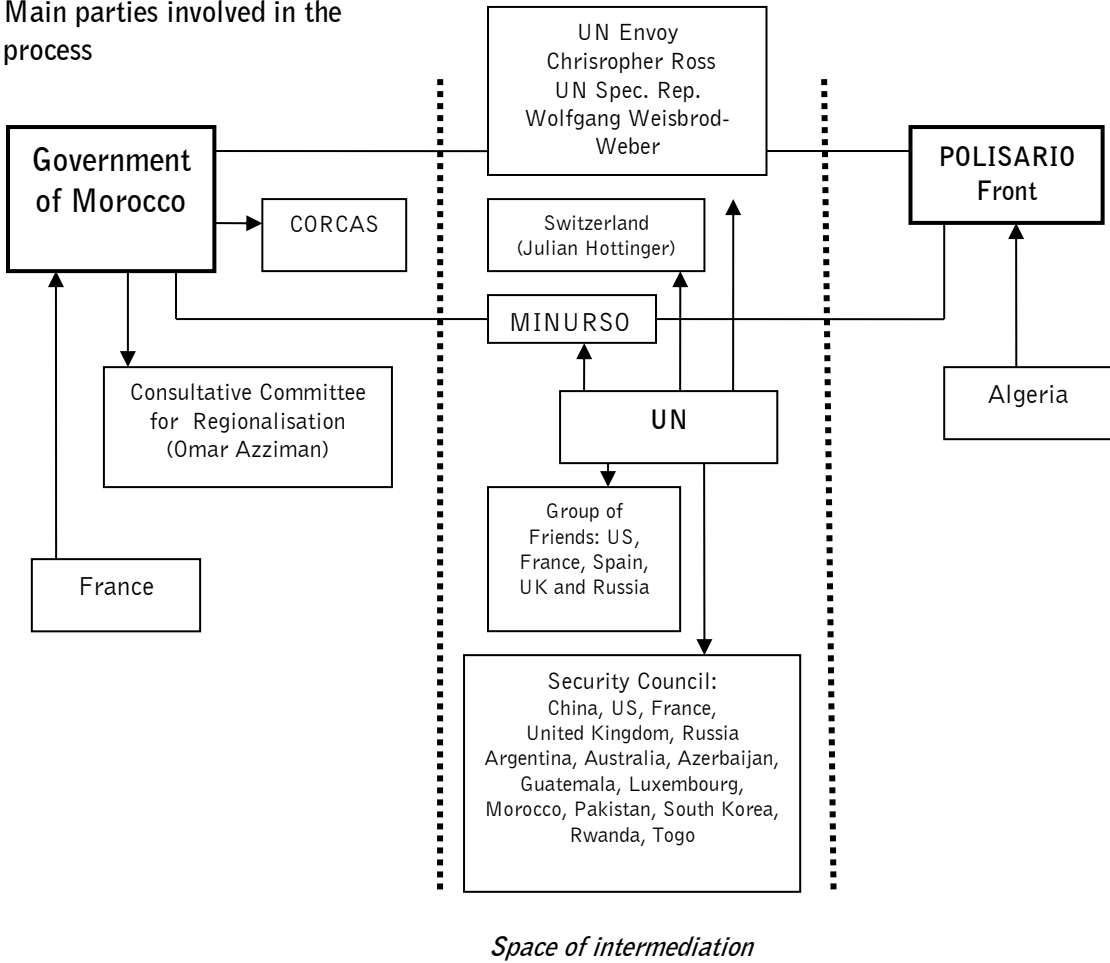 Main parties involved in the
process
UN Envoy
Chrisropher Ross
UN Spec. Rep.
Wolfgang Weisbrod-
Weber
Government
of Morocco
POLISARIO
Front
CORCAS
Switzerland
(Julian Hottinger)
MINURSO
Consultative Committee
for Regionalisation
(Omar Azziman)
UN
Algeria
Group of
Friends: US,
France, Spain,
UK and Russia
France
Security Council:
China, US, France,
United Kingdom, Russia
Argentina, Australia, Azerbaijan,
Guatemala, Luxembourg,
Morocco, Pakistan, South Korea,
Rwanda, Togo
Space of intermediation